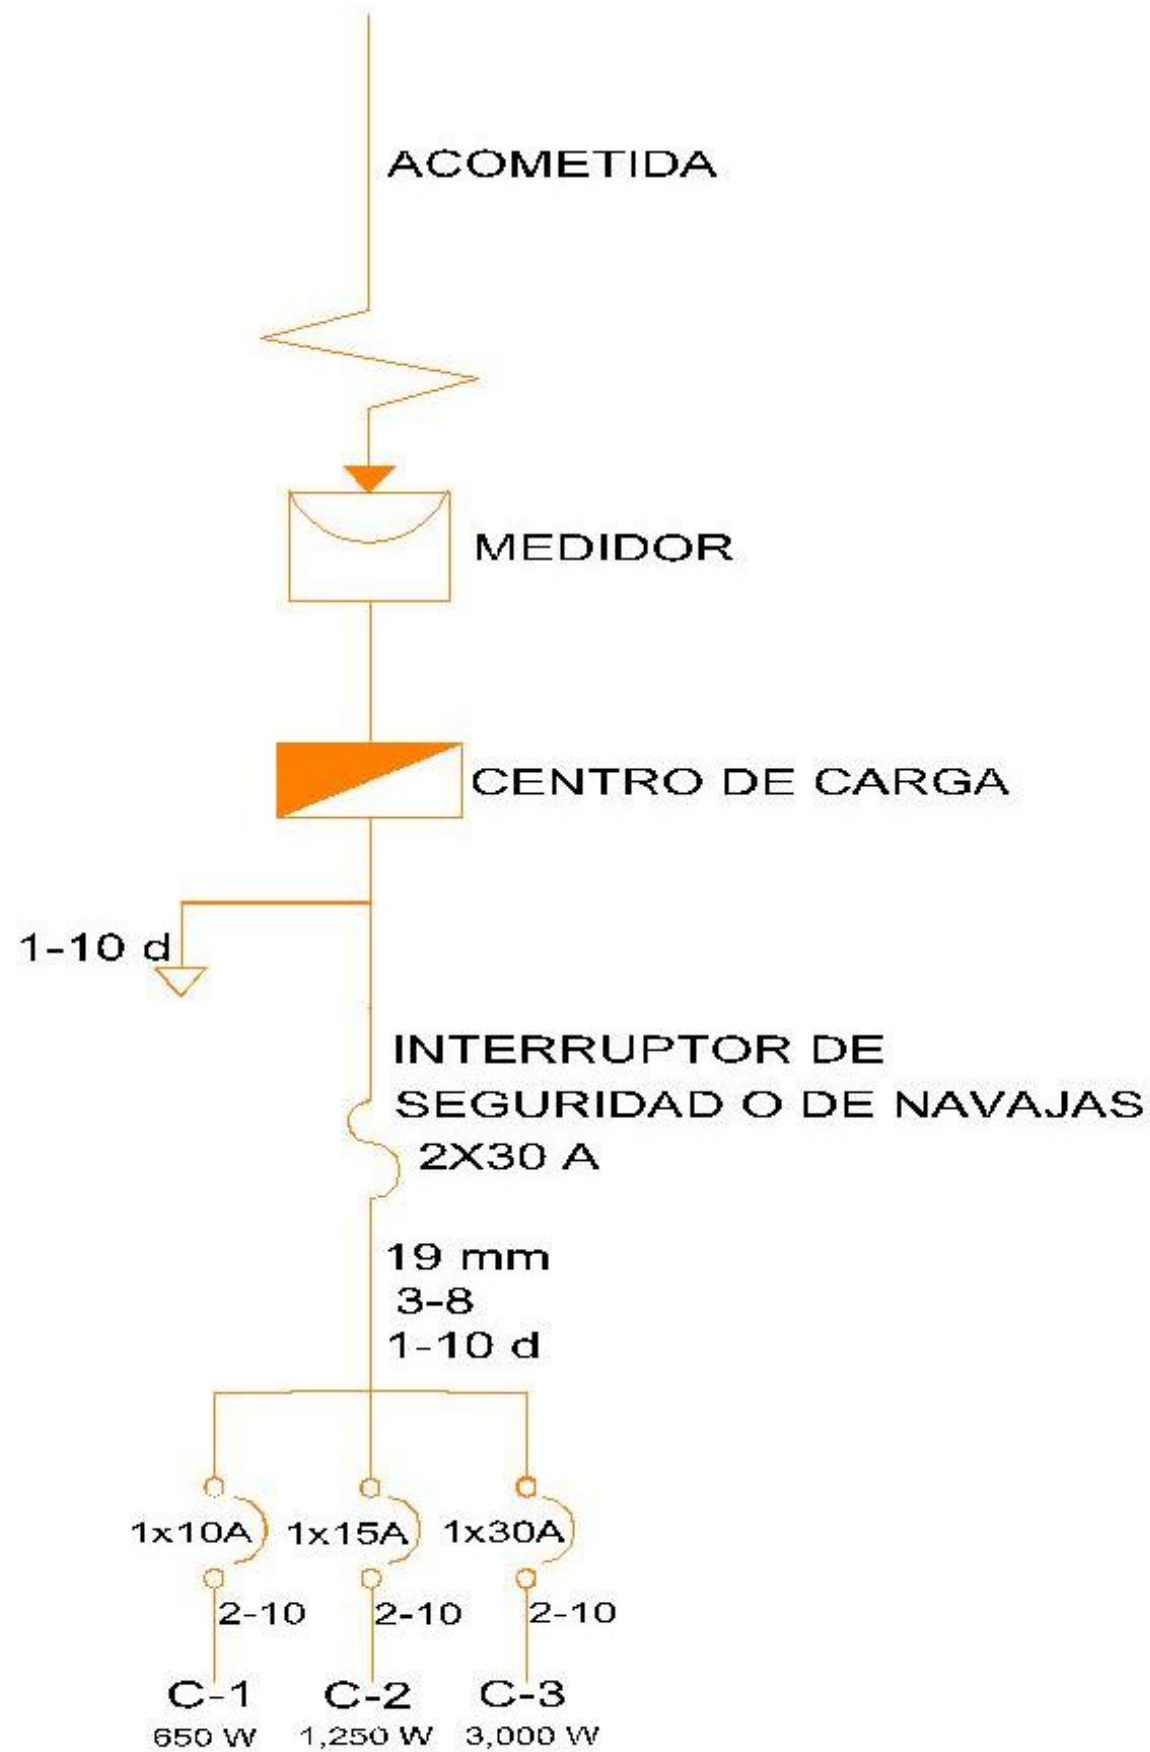 ACOMETIDA
MEDIDOR
CENTRO DE CARGA
1-10 d
INTERRUPTOR DE
SEGURIDAD O DE NAVAJAS
2X30 A
19 mm
3-8
1-10 d
1x10A 1x15A 1x30A
2-10 2-10 2-10
C-1 C-2 C-3
650 W 1,250 W 3,000 W